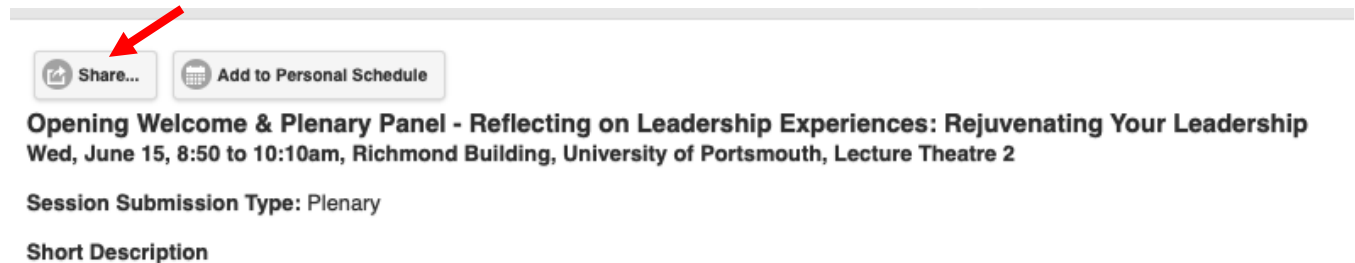 Share... Add to Personal Schedule
Opening Welcome & Plenary Panel - Reflecting on Leadership Experiences: Rejuvenating Your Leadership
Wed, June 15, 8:50 to 10:10am, Richmond Building, University of Portsmouth, Lecture Theatre 2
Session Submission Type: Plenary
Short Description